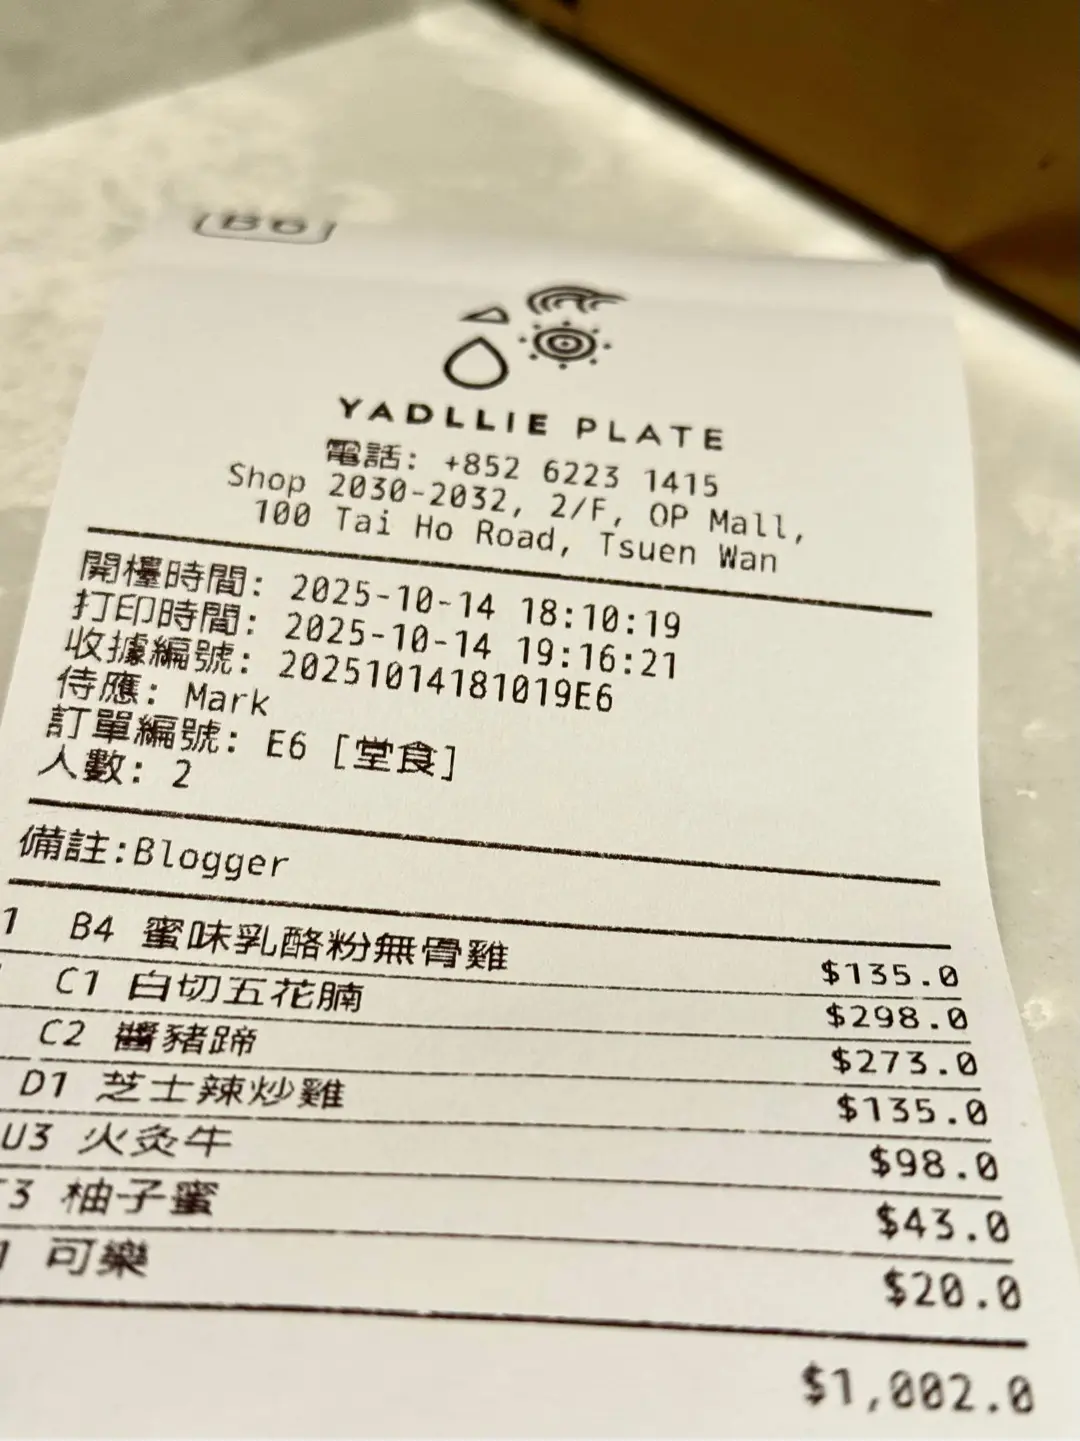 B6
YADLLIE PLATE
電話: +852 6223 1415
Shop 2030-2032, 2/F, OP Mall,
100 Tai Ho Road, Tsuen Wan
開檯時間: 2025-10-14 18:10:19
打印時間: 2025-10-14 19:16:21
收據編號: 20251014181019E6
侍應: Mark
訂單編號: E6 [堂食]
人數: 2
備註:Blogger
1 B4 蜜味乳酪粉無骨雞 $135.0
C1 白切五花腩 $298.0
C2 醬豬蹄 $273.0
D1 芝士辣炒雞 $135.0
U3 火炙牛 $98.0
3 柚子蜜 $43.0
1 可樂 $20.0
$1,002.0